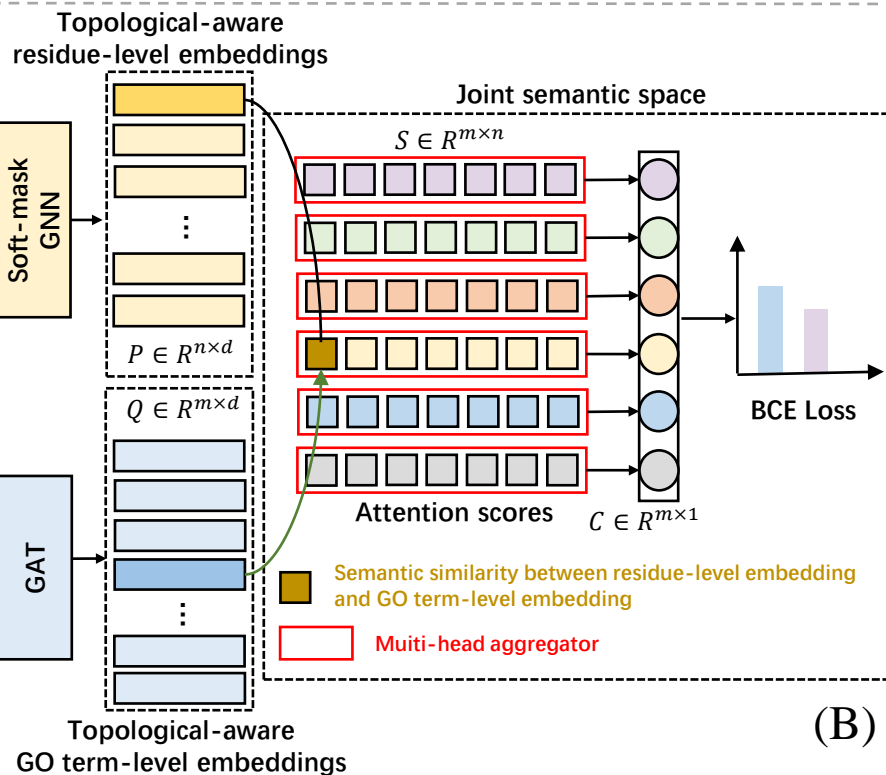 Topological-aware
residue-level embeddings
Soft-mask
GNN
⋮
P ∈ R^{n×d}
Joint semantic space
S ∈ R^{m×n}
Attention scores
C ∈ R^{m×1}
BCE Loss
Q ∈ R^{m×d}
GAT
⋮
Semantic similarity between residue-level embedding
and GO term-level embedding
Muiti-head aggregator
Topological-aware
GO term-level embeddings
(B)